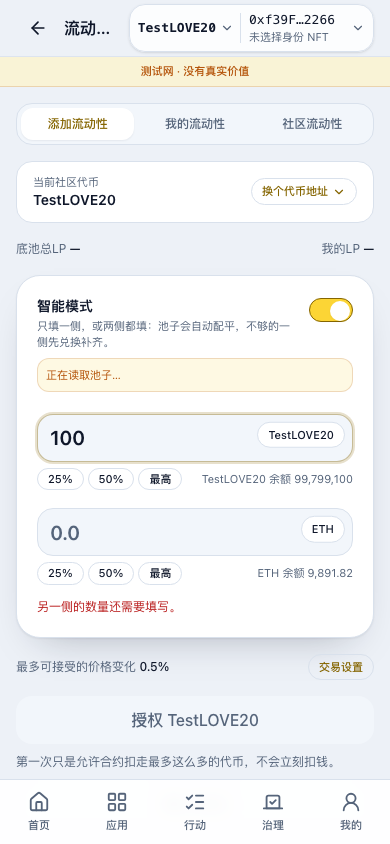 流动...
TestLOVE20
0xf39F…2266
未选择身份 NFT
测试网 · 没有真实价值
添加流动性
我的流动性
社区流动性
当前社区代币
TestLOVE20
换个代币地址
底池总LP —
我的LP —
智能模式
只填一侧，或两侧都填：池子会自动配平，不够的一
侧先兑换补齐。
正在读取池子…
100
TestLOVE20
25%
50%
最高
TestLOVE20 余额 99,799,100
0.0
ETH
25%
50%
最高
ETH 余额 9,891.82
另一侧的数量还需要填写。
最多可接受的价格变化 0.5%
交易设置
授权 TestLOVE20
第一次只是允许合约扣走最多这么多的代币，不会立刻扣钱。
首页
应用
行动
治理
我的